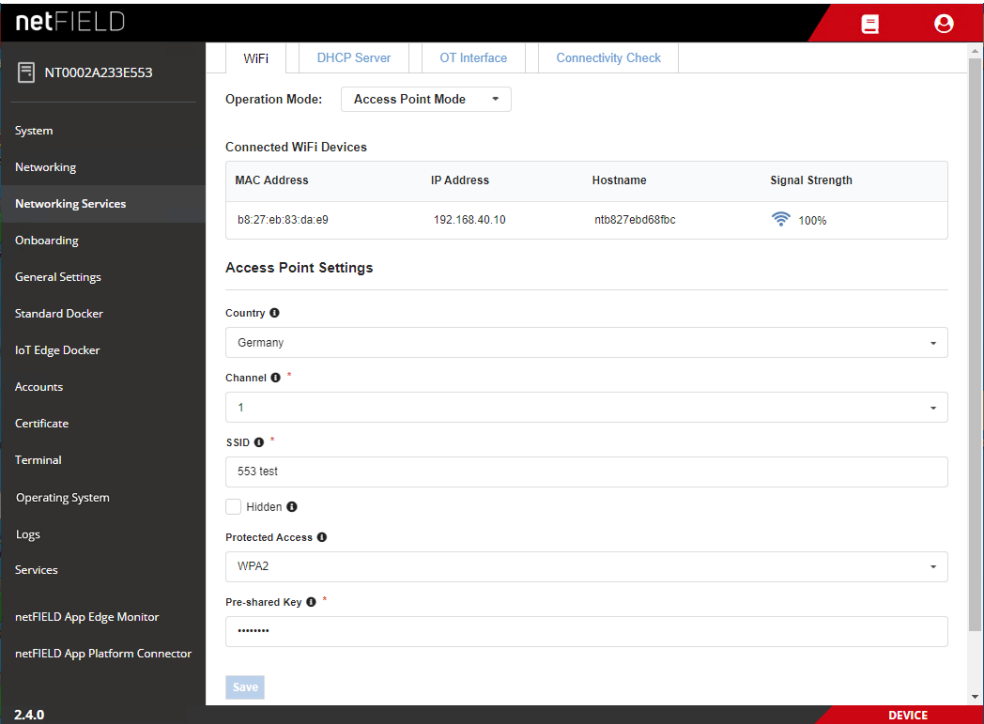 netFIELD
NT0002A233E553
System
Networking
Networking Services
Onboarding
General Settings
Standard Docker
IoT Edge Docker
Accounts
Certificate
Terminal
Operating System
Logs
Services
netFIELD App Edge Monitor
netFIELD App Platform Connector
2.4.0
WiFi DHCP Server OT Interface Connectivity Check
Operation Mode: Access Point Mode
Connected WiFi Devices
MAC Address IP Address Hostname Signal Strength
b8:27:eb:83:da:e9 192.168.40.10 ntb827ebd68fbc 100%
Access Point Settings
Country
Germany
Channel *
1
SSID *
553 test
Hidden
Protected Access
WPA2
Pre-shared Key *
••••••••
Save
DEVICE